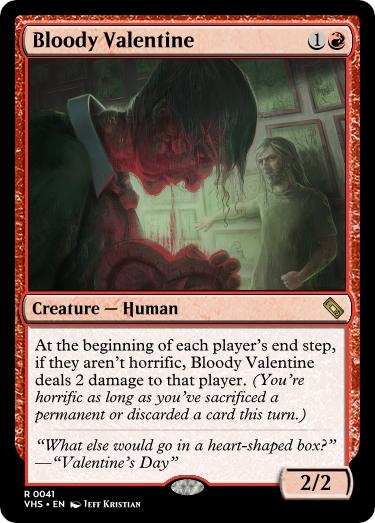 Bloody Valentine
1
Creature — Human
At the beginning of each player's end step,
if they aren't horrific, Bloody Valentine
deals 2 damage to that player. (You're
horrific as long as you've sacrificed a
permanent or discarded a card this turn.)
“What else would go in a heart-shaped box?”
—“Valentine's Day”
2/2
R 0041
VHS • EN Jeff Kristian